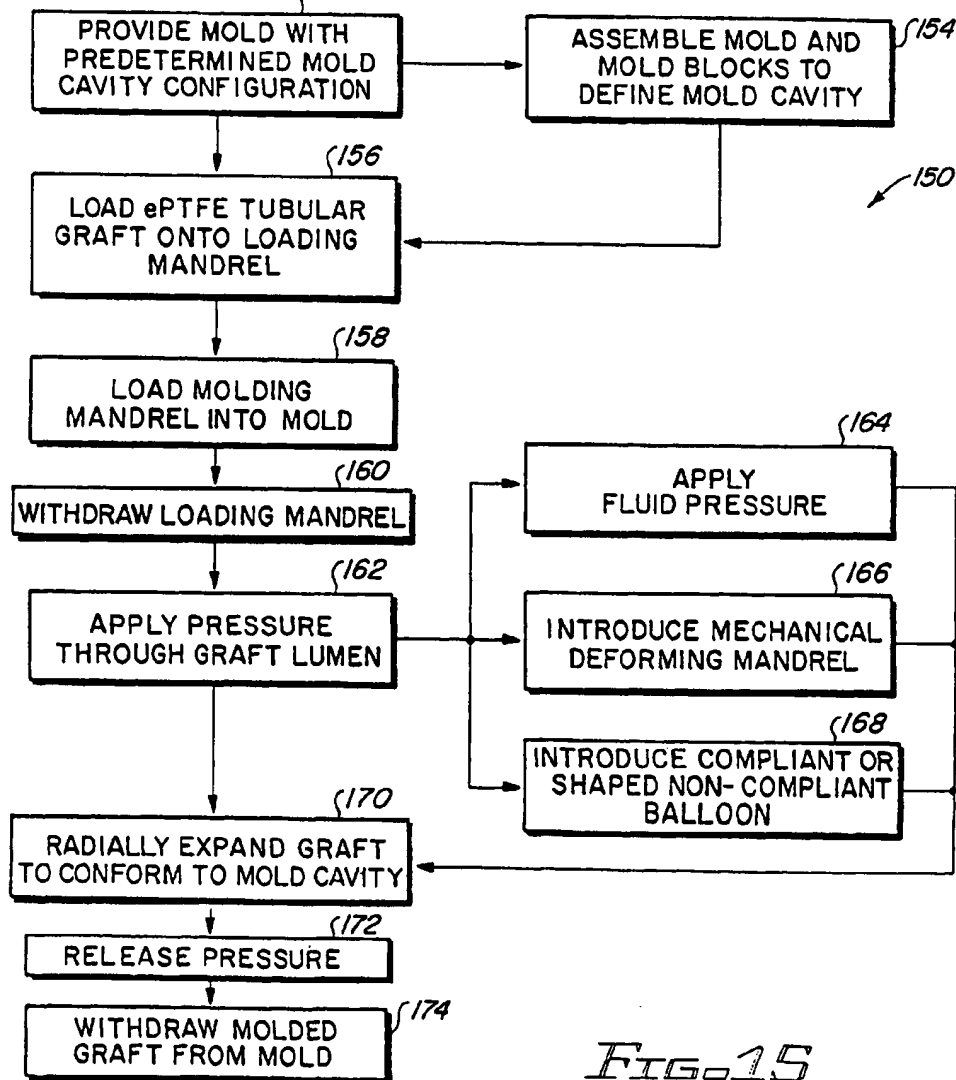 PROVIDE MOLD WITH
PREDETERMINED MOLD
CAVITY CONFIGURATION
154
ASSEMBLE MOLD AND
MOLD BLOCKS TO
DEFINE MOLD CAVITY
150
156
LOAD ePTFE TUBULAR
GRAFT ONTO LOADING
MANDREL
158
LOAD MOLDING
MANDREL INTO MOLD
160
WITHDRAW LOADING MANDREL
162
APPLY PRESSURE
THROUGH GRAFT LUMEN
164
APPLY
FLUID PRESSURE
166
INTRODUCE MECHANICAL
DEFORMING MANDREL
168
INTRODUCE COMPLIANT OR
SHAPED NON-COMPLIANT
BALLOON
170
RADIALLY EXPAND GRAFT
TO CONFORM TO MOLD CAVITY
172
RELEASE PRESSURE
174
WITHDRAW MOLDED
GRAFT FROM MOLD
FIG.15